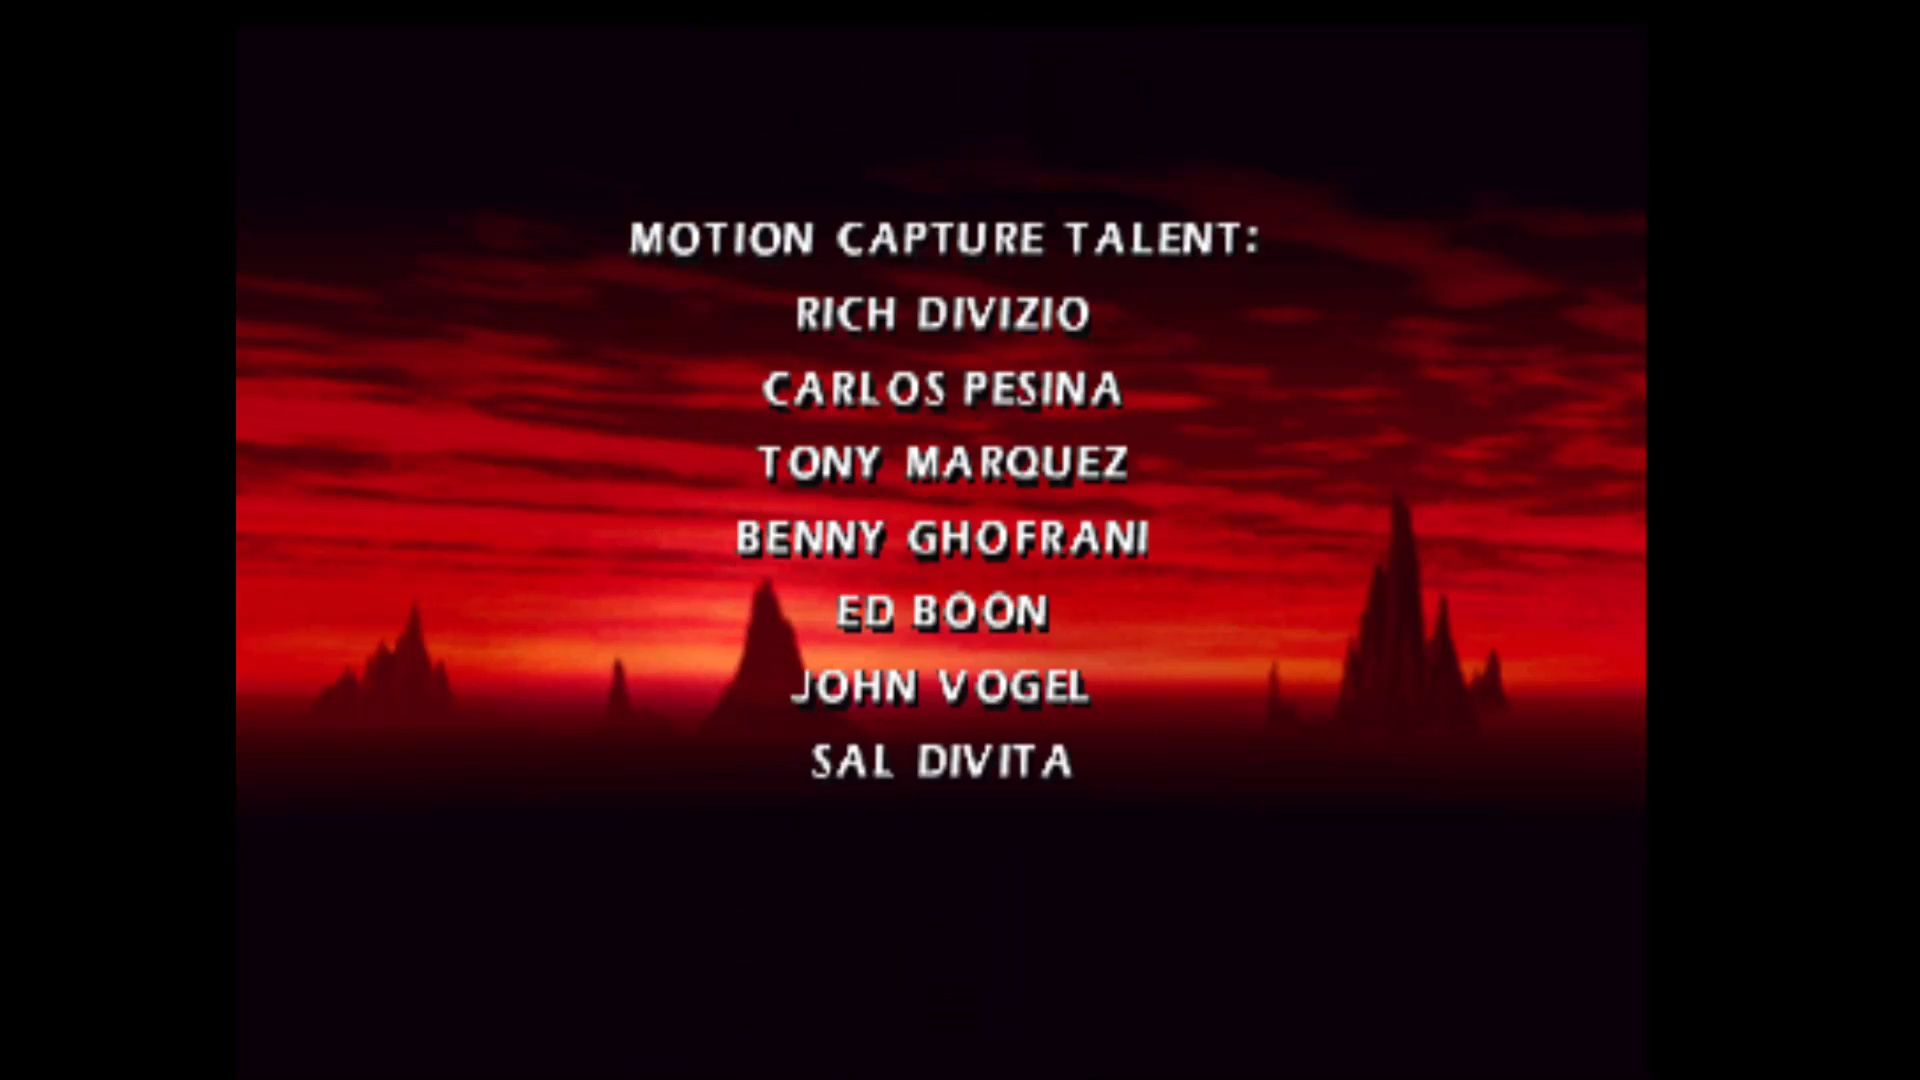 MOTION CAPTURE TALENT:
RICH DIVIZIO
CARLOS PESINA
TONY MARQUEZ
BENNY GHOFRANI
ED BOON
JOHN VOGEL
SAL DIVITA